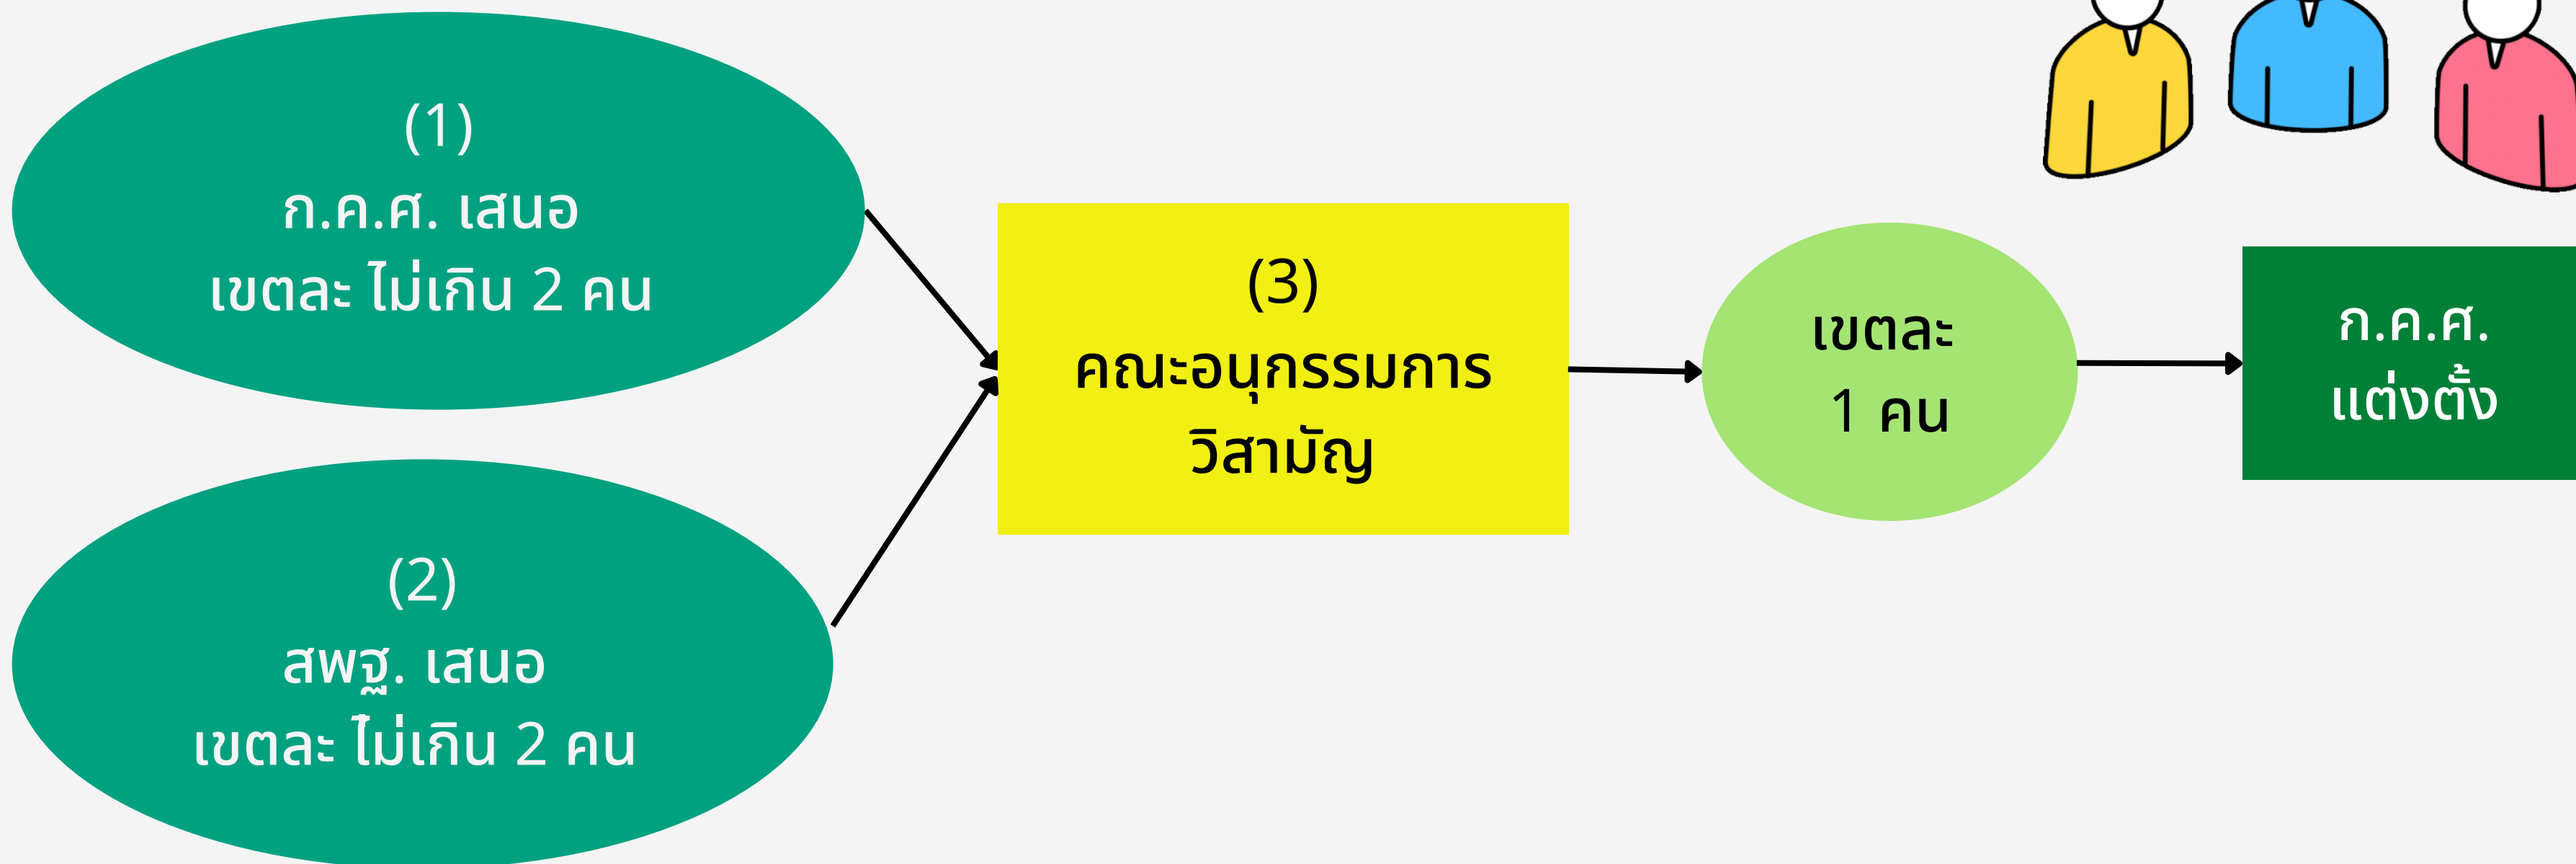 (1)
ก.ค.ศ. เสนอ
เขตละ ไม่เกิน 2 คน
(2)
สพฐ. เสนอ
เขตละ ไม่เกิน 2 คน
(3)
คณะอนุกรรมการ
วิสามัญ
เขตละ
1 คน
ก.ค.ศ.
แต่งตั้ง